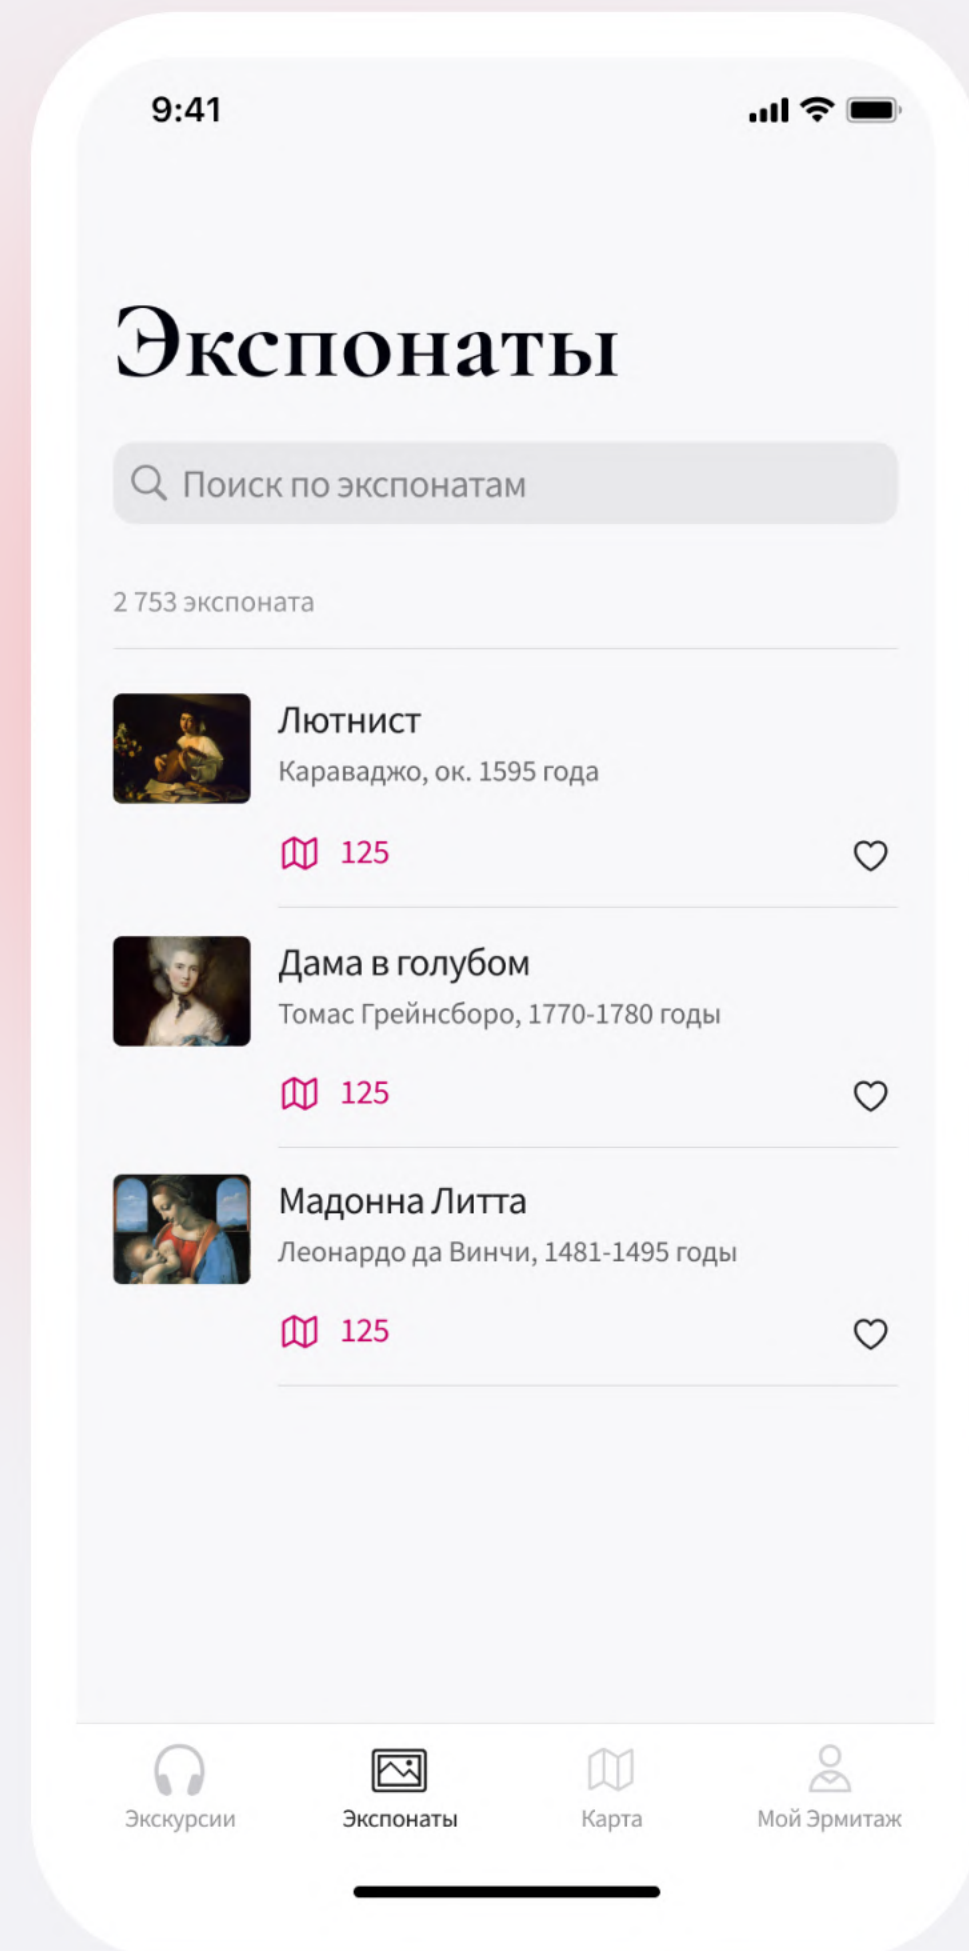 9:41
Экспонаты
Поиск по экспонатам
2 753 экспоната
Лютнист
Караваджо, ок. 1595 года
125
Дама в голубом
Томас Грейнсборо, 1770-1780 годы
125
Мадонна Литта
Леонардо да Винчи, 1481-1495 годы
125
Экскурсии
Экспонаты
Карта
Мой Эрмитаж